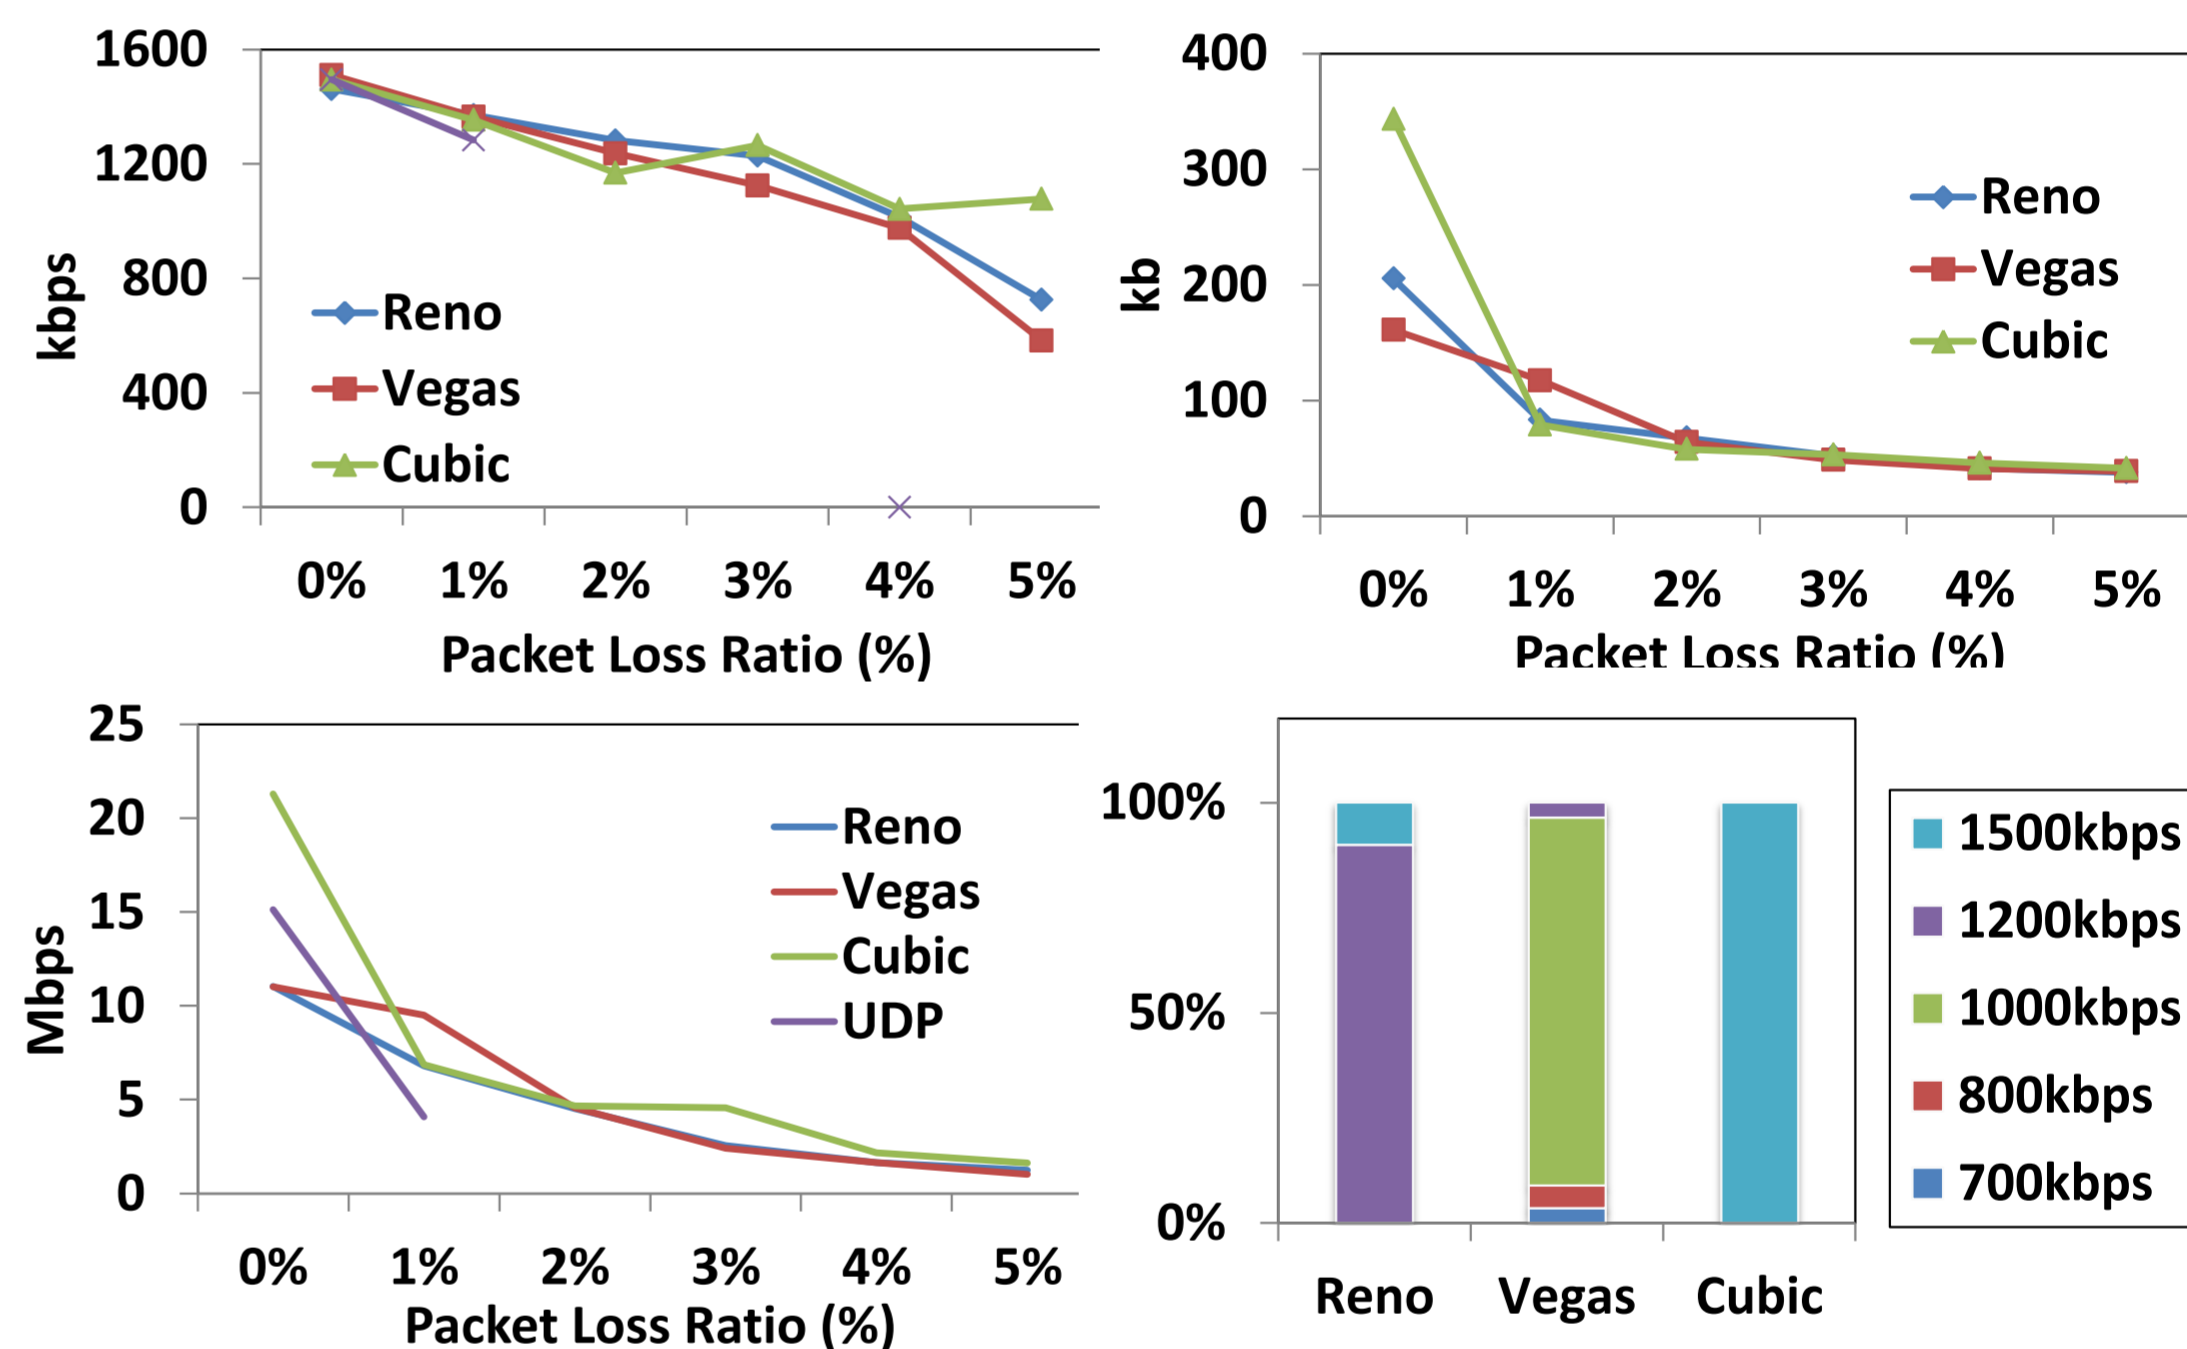 1600
1200
800
400
0
kbps
Reno
Vegas
Cubic
0% 1% 2% 3% 4% 5%
Packet Loss Ratio (%)
400
300
200
100
0
kb
Reno
Vegas
Cubic
0% 1% 2% 3% 4% 5%
Packet Loss Ratio (%)
25
20
15
10
5
0
Mbps
Reno
Vegas
Cubic
UDP
0% 1% 2% 3% 4% 5%
Packet Loss Ratio (%)
100%
50%
0%
Reno Vegas Cubic
1500kbps
1200kbps
1000kbps
800kbps
700kbps